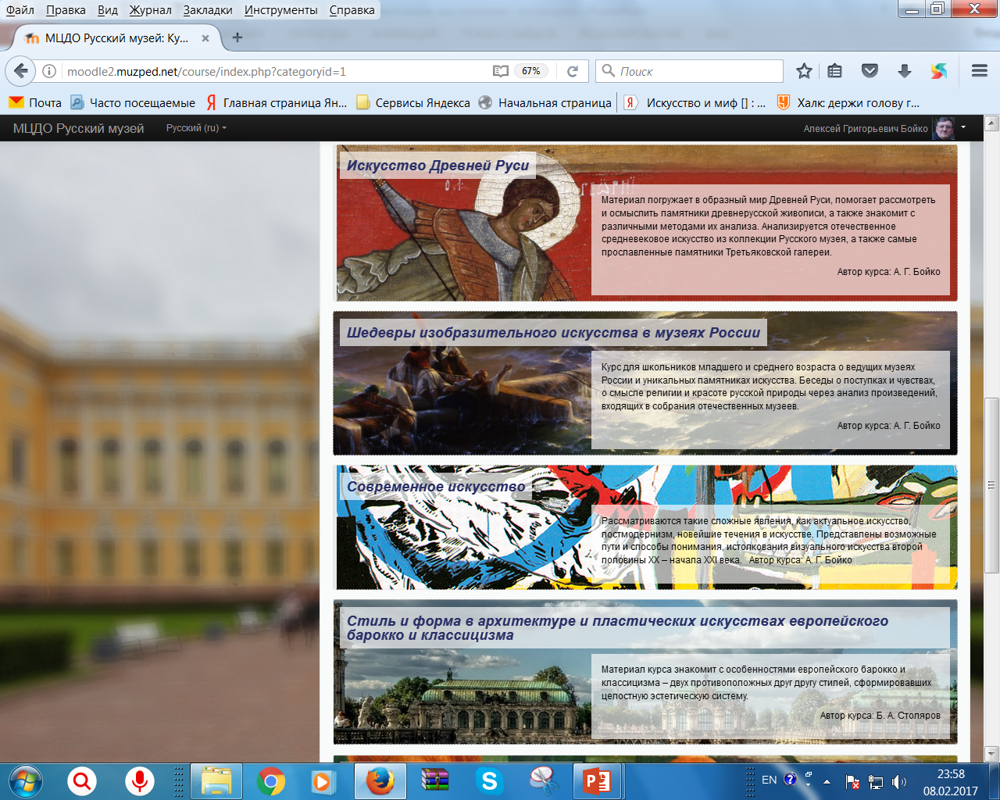 Файл Правка Вид Журнал Закладки Инструменты Справка
МЦДО Русский музей: Ку...
moodle2.muzped.net/course/index.php?categoryid=1
67%
Поиск
Почта
Часто посещаемые
Главная страница Ян...
Сервисы Яндекса
Начальная страница
Искусство и миф [] : ...
Халк: держи голову г...
МЦДО Русский музей
Русский (ru)
Алексей Григорьевич Бойко
Искусство Древней Руси
Материал погружает в образный мир Древней Руси, помогает рассмотреть
и осмыслить памятники древнерусской живописи, а также знакомит с
различными методами их анализа. Анализируется отечественное
средневековое искусство из коллекции Русского музея, а также самые
прославленные памятники Третьяковской галереи.
Автор курса: А. Г. Бойко
Шедевры изобразительного искусства в музеях России
Курс для школьников младшего и среднего возраста о ведущих музеях
России и уникальных памятниках искусства. Беседы о поступках и чувствах,
о смысле религии и красоте русской природы через анализ произведений,
входящих в собрания отечественных музеев.
Автор курса: А. Г. Бойко
Современное искусство
Рассматриваются такие сложные явления, как актуальное искусство,
постмодернизм, новейшие течения в искусстве. Представлены возможные
пути и способы понимания, истолкования визуального искусства второй
половины XX – начала XXI века. Автор курса: А. Г. Бойко
Стиль и форма в архитектуре и пластических искусствах европейского
барокко и классицизма
Материал курса знакомит с особенностями европейского барокко и
классицизма – двух противоположных друг другу стилей, сформировавших
целостную эстетическую систему.
Автор курса: Б. А. Столяров
EN
23:58
08.02.2017